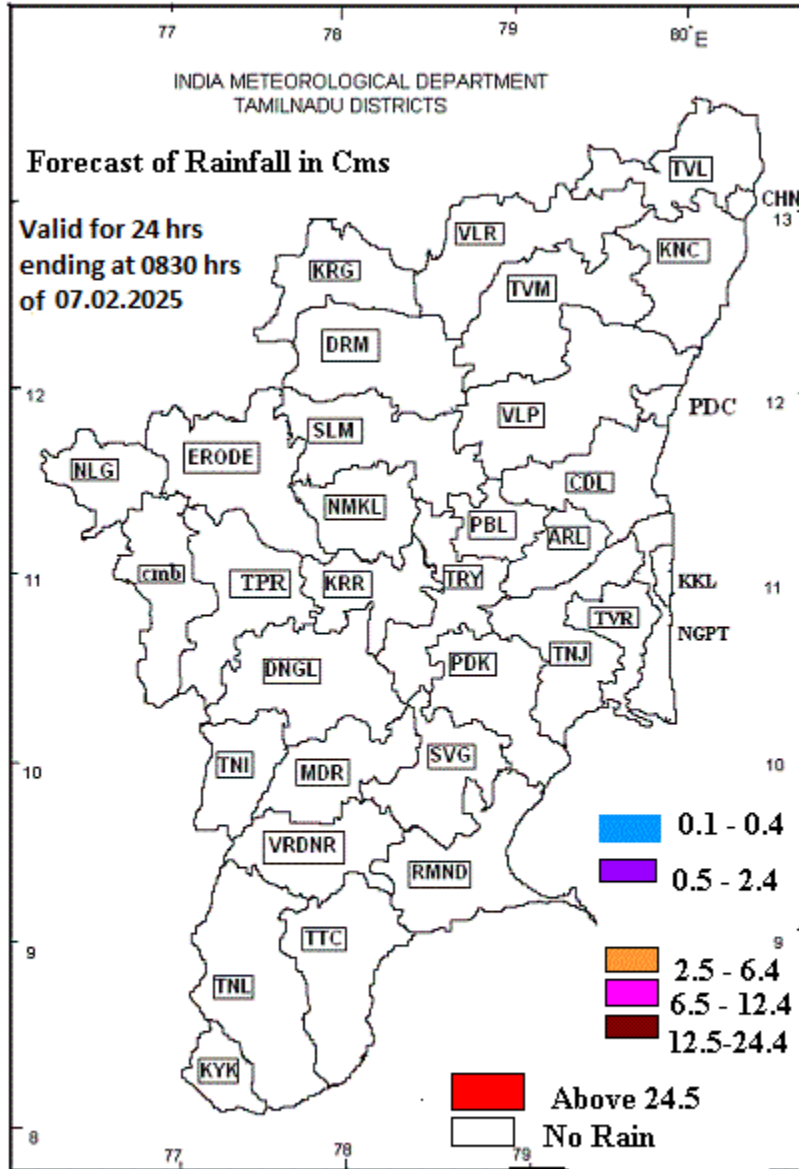 77 78 79 80° E
INDIA METEOROLOGICAL DEPARTMENT
TAMILNADU DISTRICTS
Forecast of Rainfall in Cms
TVL
CHN
13
Valid for 24 hrs
ending at 0830 hrs
of 07.02.2025
VLR
KNC
KRG
TVM
DRM
12
12
PDC
VLP
SLM
ERODE
NLG
CDL
NMKL
PBL
ARL
11
cmb
TPR
KRR
TRY
KKL
11
TVR
NGPT
DNGL
PDK
TNJ
10
TNI
MDR
SVG
10
0.1 - 0.4
VRDNR
RMND
0.5 - 2.4
9
TTC
9
2.5 - 6.4
TNL
6.5 - 12.4
12.5-24.4
KYK
Above 24.5
8
No Rain
77 78 79